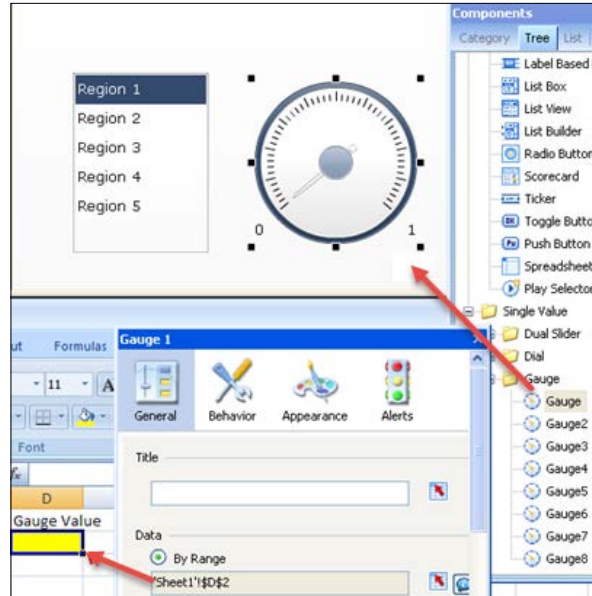 Components
Category Tree List
Label Based
List Box
List View
List Builder
Radio Button
Scorecard
Ticker
Toggle Butto
Push Button
Spreadsheet
Play Selector
Single Value
Dual Slider
Dial
Gauge
Gauge
Gauge2
Gauge3
Gauge4
Gauge5
Gauge6
Gauge7
Gauge8
Region 1
Region 2
Region 3
Region 4
Region 5
0 1
ut Formulas
11 A
Font
fx
D
Gauge Value
Gauge 1
General Behavior Appearance Alerts
Title
Data
By Range
'Sheet1'!$D$2